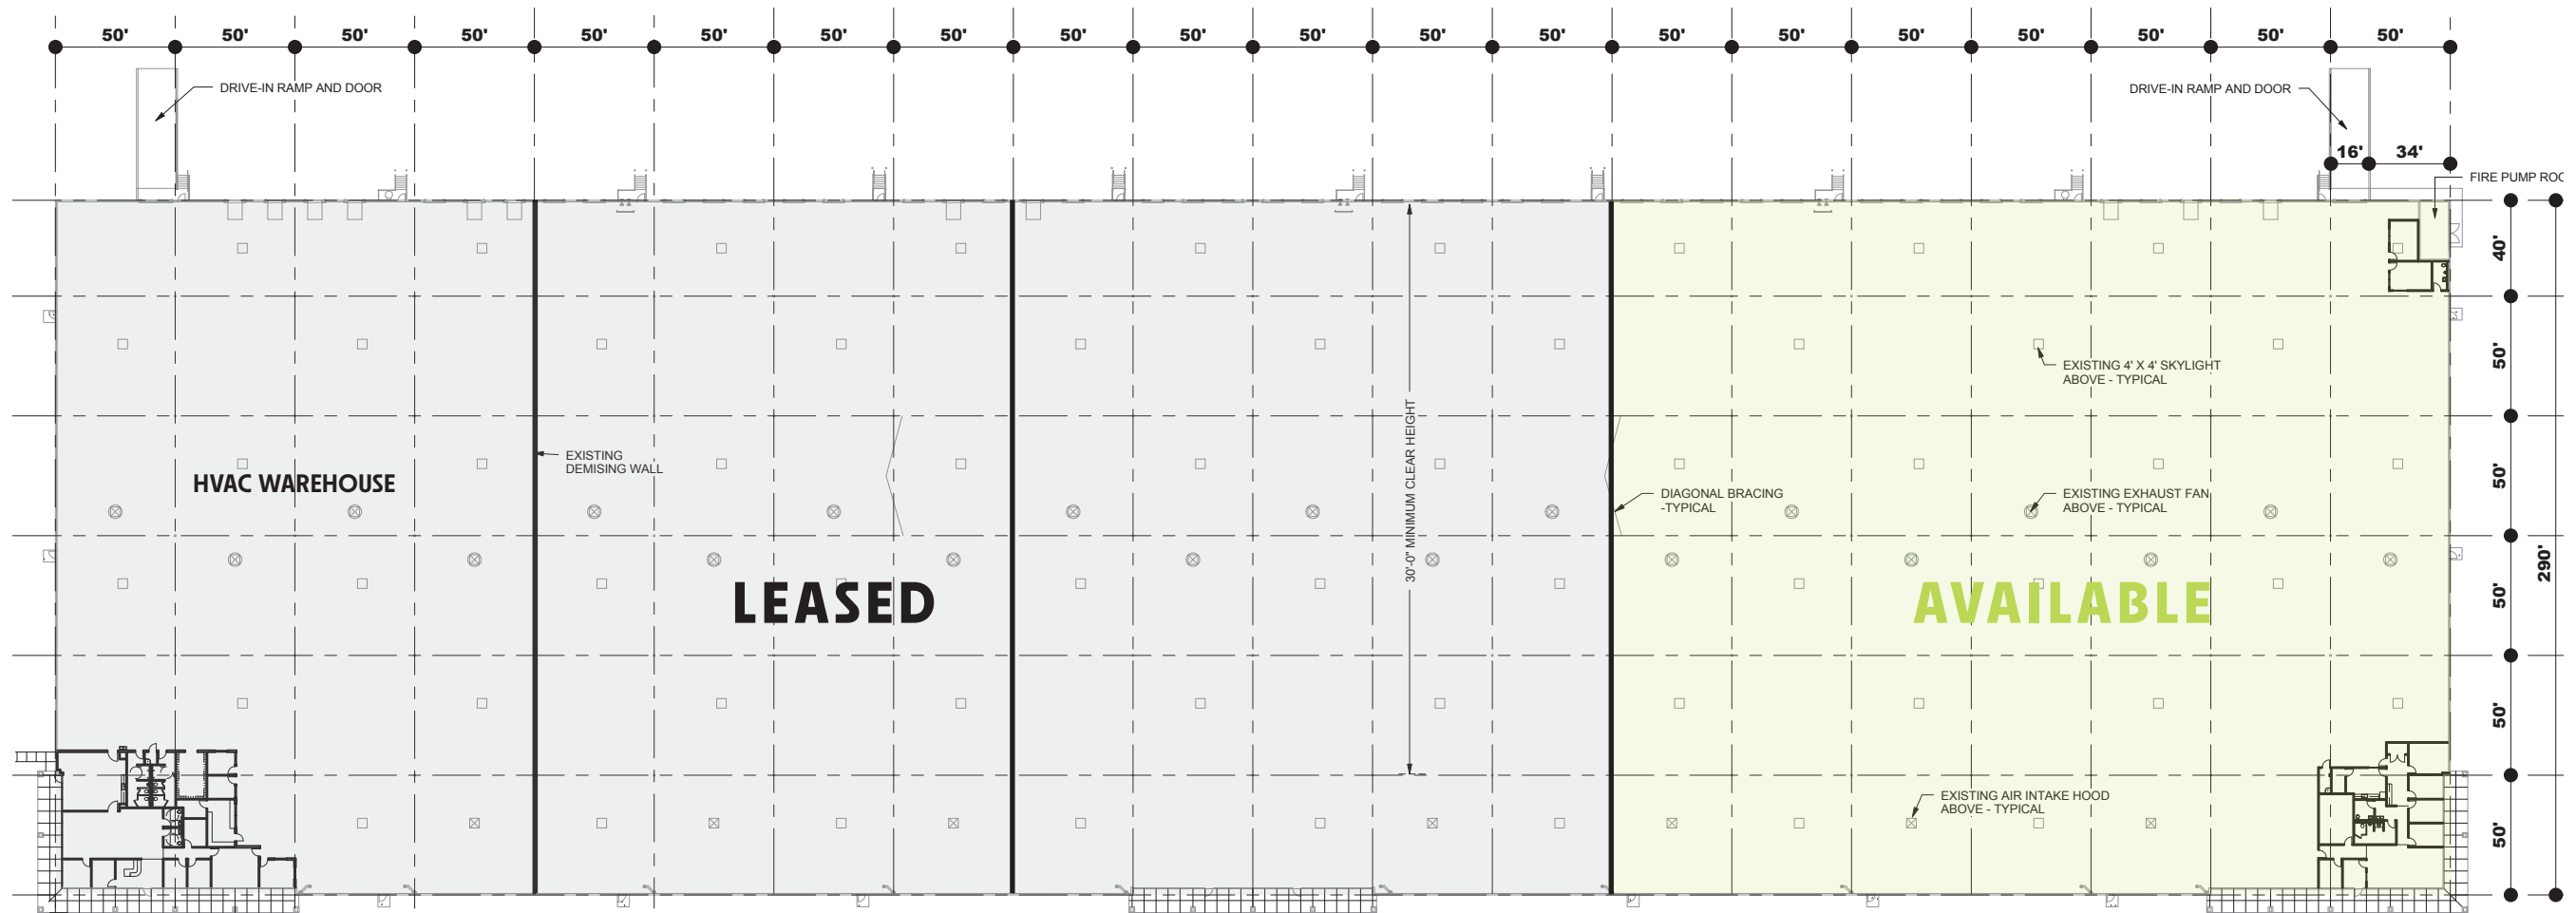 50' 50' 50' 50' 50' 50' 50' 50' 50' 50' 50' 50' 50' 50' 50' 50' 50' 50' 50' 50'
DRIVE-IN RAMP AND DOOR
DRIVE-IN RAMP AND DOOR
16' 34'
FIRE PUMP ROO
40'
50'
50'
50'
50'
50'
290'
EXISTING 4' X 4' SKYLIGHT
ABOVE - TYPICAL
30'-0" MINIMUM CLEAR HEIGHT
EXISTING
DEMISING WALL
HVAC WAREHOUSE
DIAGONAL BRACING
-TYPICAL
EXISTING EXHAUST FAN
ABOVE - TYPICAL
LEASED
AVAILABLE
EXISTING AIR INTAKE HOOD
ABOVE - TYPICAL